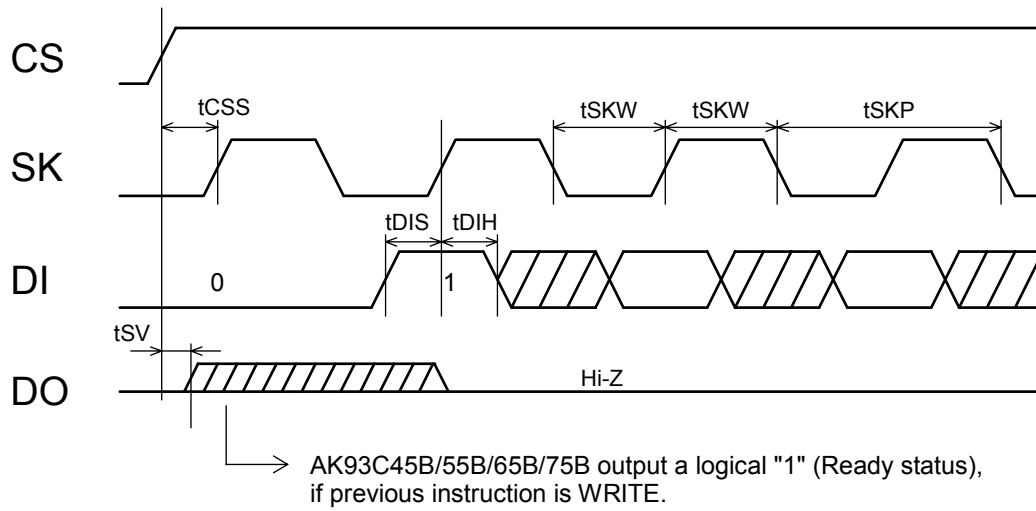 CS
tCSS
tSKW
tSKW
tSKP
SK
tDIS
tDIH
DI
0
1
tSV
DO
Hi-Z
AK93C45B/55B/65B/75B output a logical "1" (Ready status),
if previous instruction is WRITE.